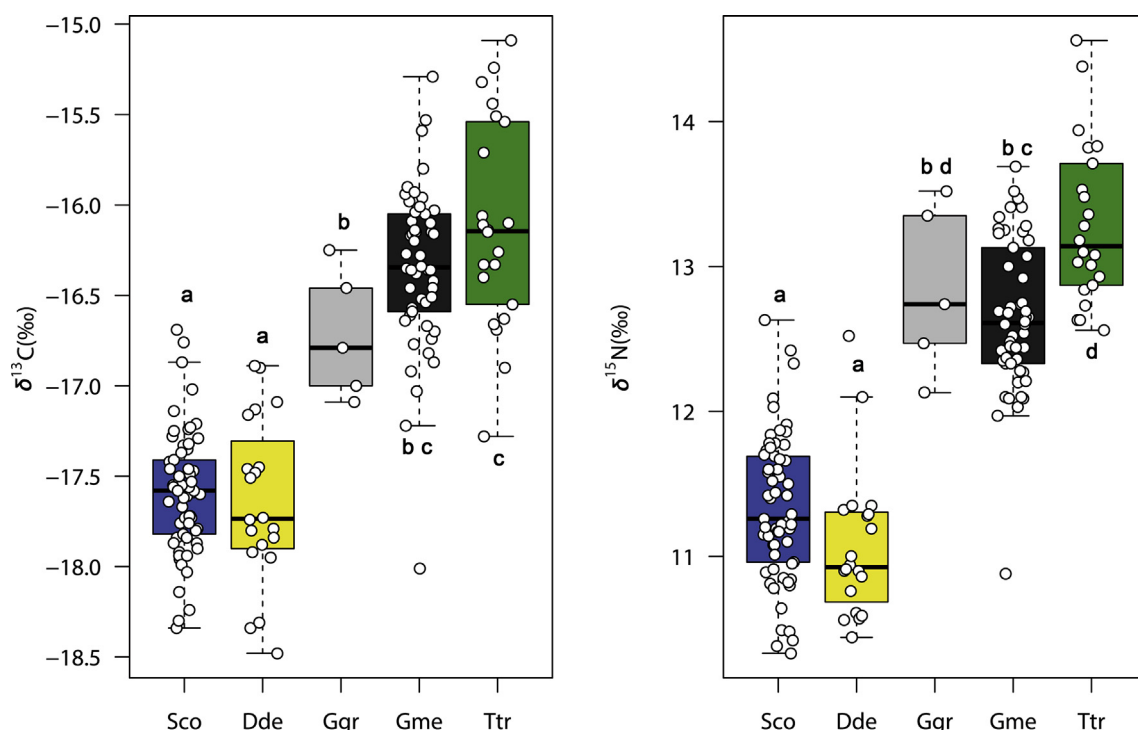 δ13C(‰)
−15.0
−15.5
−16.0
−16.5
−17.0
−17.5
−18.0
−18.5
a
a
b
b c
c
Sco Dde Ggr Gme Ttr
δ15N(‰)
14
13
12
11
a
a
b d
b c
d
Sco Dde Ggr Gme Ttr